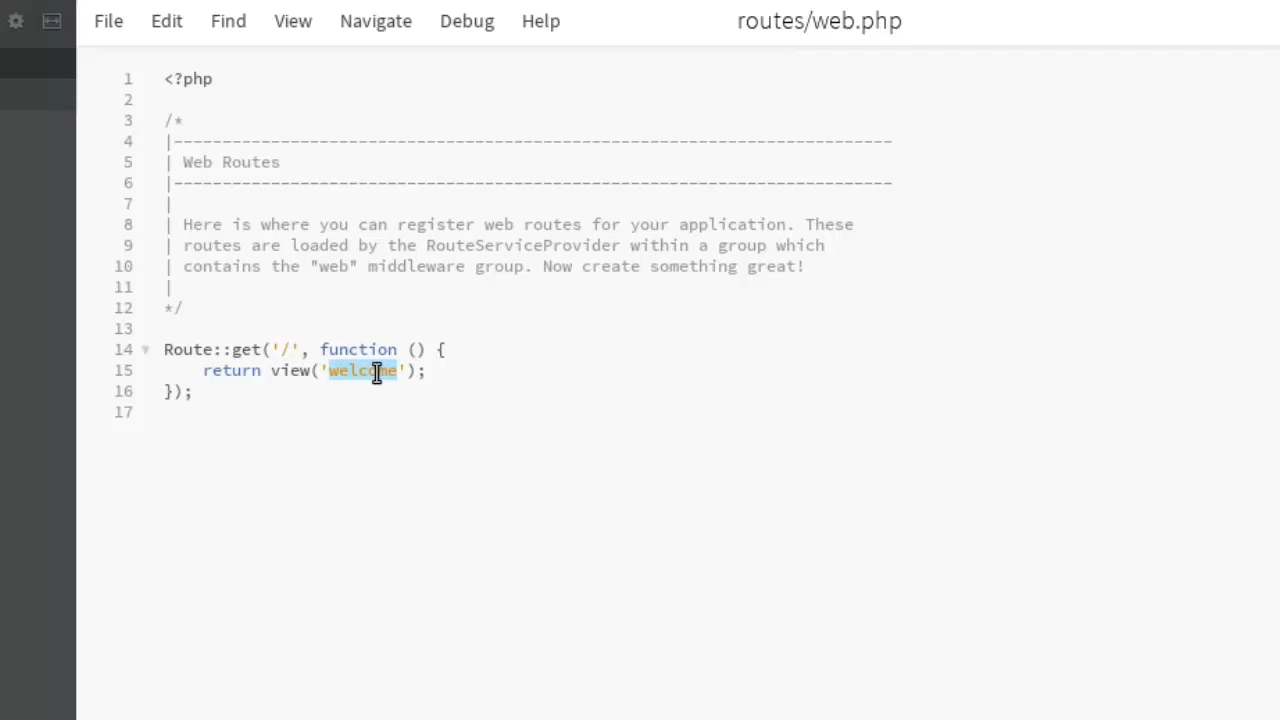 File Edit Find View Navigate Debug Help routes/web.php
1 <?php
2
3 /*
4 |--------------------------------------------------------------------------
5 | Web Routes
6 |--------------------------------------------------------------------------
7 |
8 | Here is where you can register web routes for your application. These
9 | routes are loaded by the RouteServiceProvider within a group which
10 | contains the "web" middleware group. Now create something great!
11 |
12 */
13
14 Route::get('/', function () {
15     return view('welcome');
16 });
17